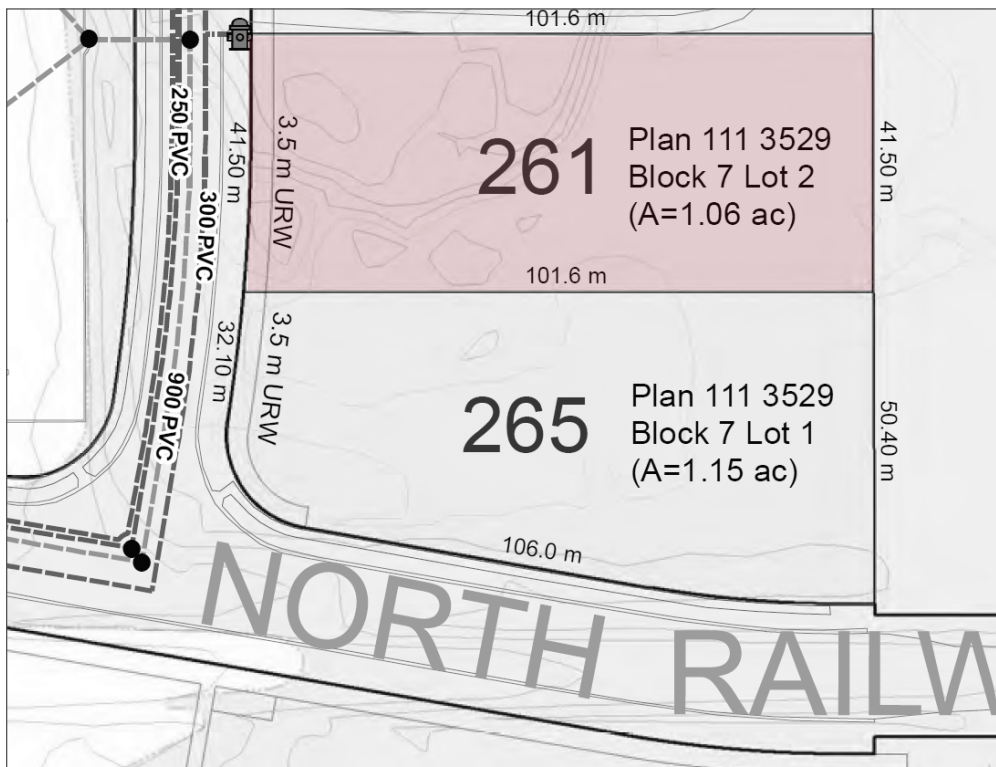 101.6 m
250 PVC
300 PVC
900 PVC
41.50 m
3.5 m URW
261
Plan 111 3529
Block 7 Lot 2
(A=1.06 ac)
41.50 m
101.6 m
32.10 m
3.5 m URW
265
Plan 111 3529
Block 7 Lot 1
(A=1.15 ac)
50.40 m
106.0 m
NORTH RAILW